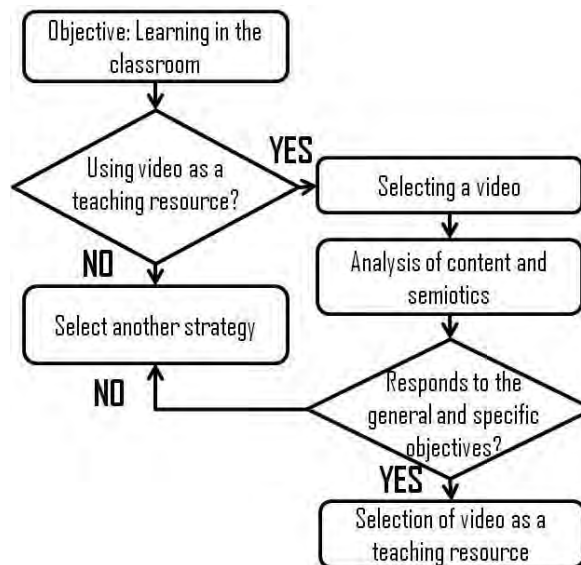 Objective: Learning in the
classroom
Using video as a
teaching resource?
YES
Selecting a video
NO
Analysis of content and
semiotics
Select another strategy
NO
Responds to the
general and specific
objectives?
YES
Selection of video as a
teaching resource